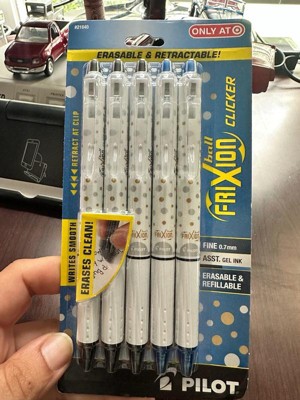 #21940
ONLY AT
ERASABLE & RETRACTABLE!
RETRACT AT CLIP
WRITES SMOOTH
ERASES CLEAN!
FRIXION ball
CLICKER
FINE 0.7mm
ASST. GEL INK
ERASABLE &
REFILLABLE
PILOT